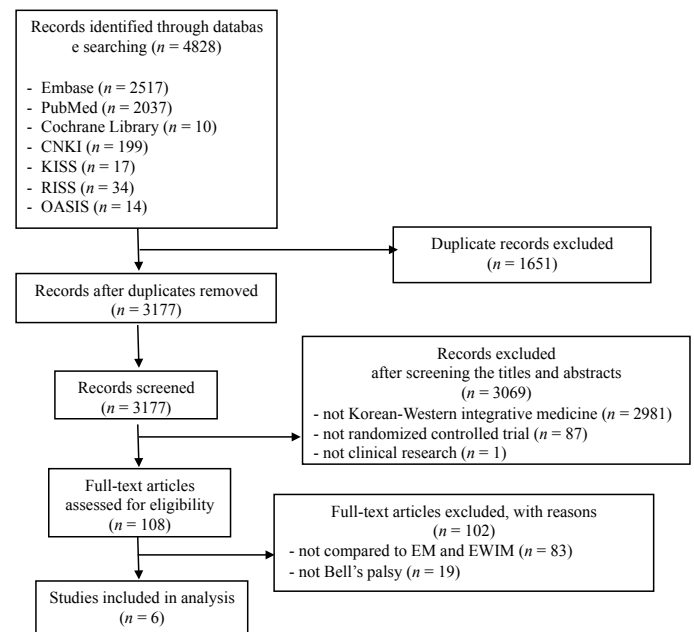 Records identified through databas
e searching (n = 4828)
- Embase (n = 2517)
- PubMed (n = 2037)
- Cochrane Library (n = 10)
- CNKI (n = 199)
- KISS (n = 17)
- RISS (n = 34)
- OASIS (n = 14)
Duplicate records excluded
(n = 1651)
Records after duplicates removed
(n = 3177)
Records excluded
after screening the titles and abstracts
(n = 3069)
- not Korean-Western integrative medicine (n = 2981)
- not randomized controlled trial (n = 87)
- not clinical research (n = 1)
Records screened
(n = 3177)
Full-text articles
assessed for eligibility
(n = 108)
Full-text articles excluded, with reasons
(n = 102)
- not compared to EM and EWIM (n = 83)
- not Bell's palsy (n = 19)
Studies included in analysis
(n = 6)